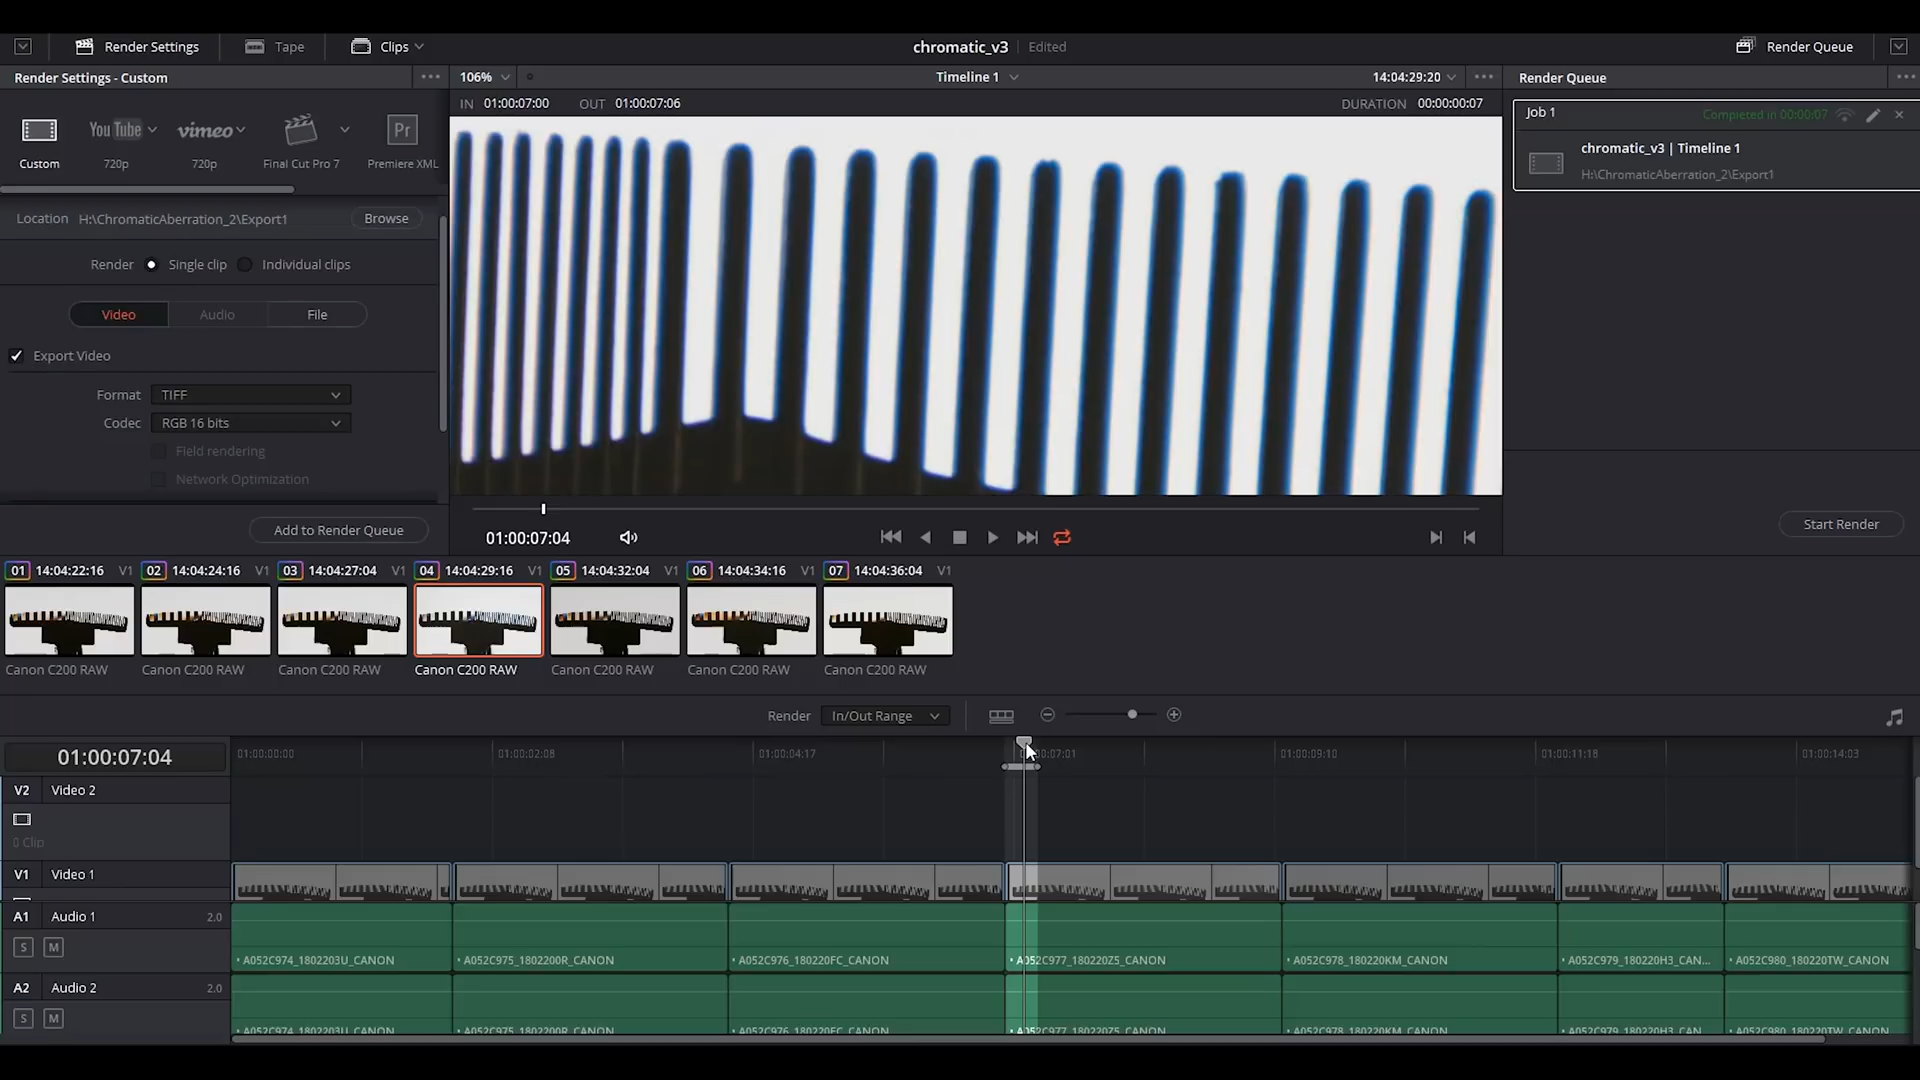 Render Settings
Tape
Clips
chromatic_v3
Edited
Render Queue
Render Settings - Custom
106%
Timeline 1
14:04:29:20
Render Queue
IN 01:00:07:00 OUT 01:00:07:06
DURATION 00:00:00:07
Job 1
Completed in 00:00:07
chromatic_v3 | Timeline 1
H:\ChromaticAberration_2\Export1
YouTube
vimeo
Pr
Custom
720p
720p
Final Cut Pro 7
Premiere XML
Location H:\ChromaticAberration_2\Export1
Browse
Render
Single clip
Individual clips
Video
Audio
File
Export Video
Format TIFF
Codec RGB 16 bits
Field rendering
Network Optimization
Add to Render Queue
01:00:07:04
Start Render
01 14:04:22:16 V1
02 14:04:24:16 V1
03 14:04:27:04 V1
04 14:04:29:16 V1
05 14:04:32:04 V1
06 14:04:34:16 V1
07 14:04:36:04 V1
Canon C200 RAW
Canon C200 RAW
Canon C200 RAW
Canon C200 RAW
Canon C200 RAW
Canon C200 RAW
Canon C200 RAW
Render In/Out Range
01:00:07:04
01:00:00:00
01:00:02:08
01:00:04:17
00:07:01
01:00:09:10
01:00:11:18
01:00:14:03
V2 Video 2
0 Clip
V1 Video 1
A1 Audio 1 2.0
S M
A052C974_1802203U_CANON
A052C975_1802200R_CANON
A052C976_180220FC_CANON
A052C977_180220Z5_CANON
A052C978_180220KM_CANON
A052C979_180220H3_CAN...
A052C980_180220TW_CANON
A2 Audio 2 2.0
S M
A052C974_1802203U_CANON
A052C975_1802200R_CANON
A052C976_180220FC_CANON
A052C977_180220Z5_CANON
A052C978_180220KM_CANON
A052C979_180220H3_CAN
A052C980_180220TW_CANON